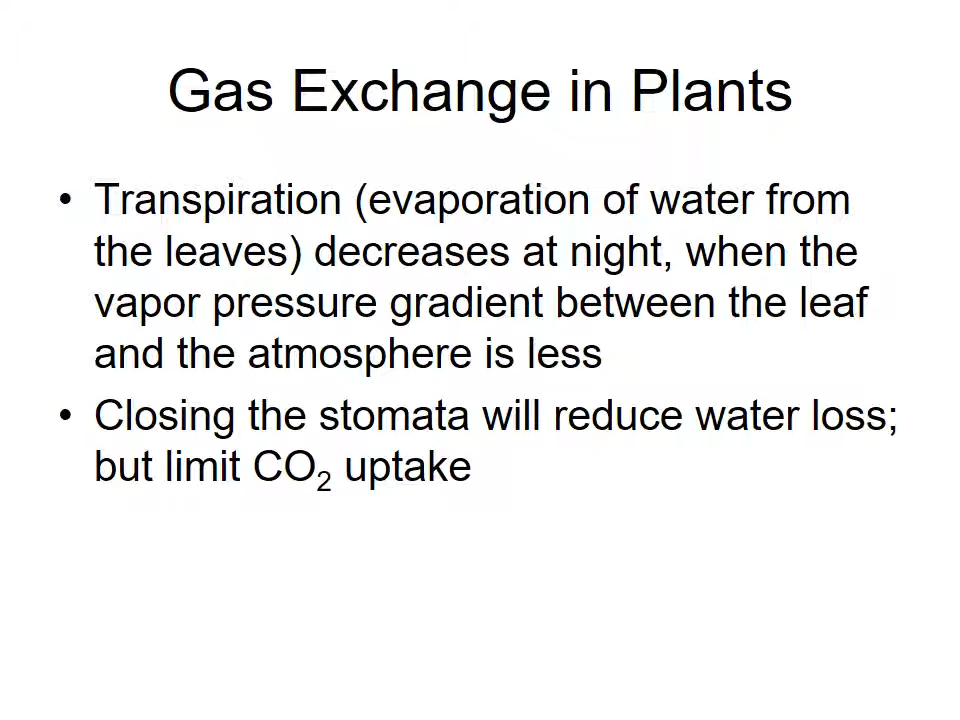 Gas Exchange in Plants
• Transpiration (evaporation of water from
the leaves) decreases at night, when the
vapor pressure gradient between the leaf
and the atmosphere is less
• Closing the stomata will reduce water loss;
but limit CO₂ uptake